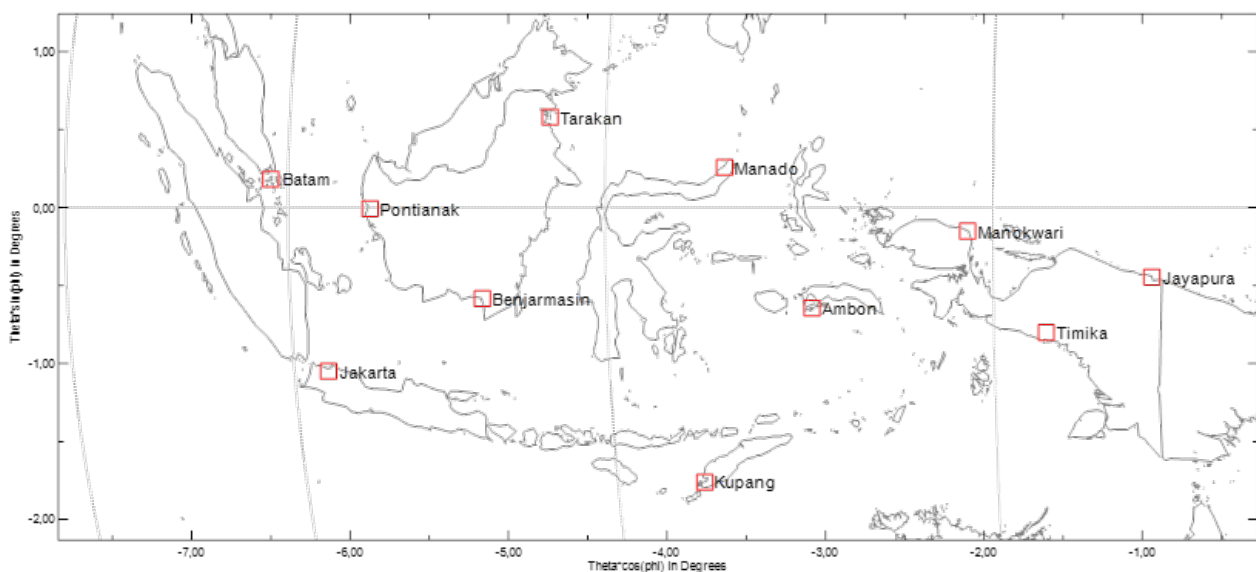 1,00
Tarakan
Manado
Batam
0,00
Pontianak
Manokwari
Jayapura
Benjarmasin
Ambon
Timika
-1,00
Jakarta
Kupang
-2,00
-7,00 -6,00 -5,00 -4,00 -3,00 -2,00 -1,00
Theta*cos(phi) in Degrees
Theta*sin(phi) in Degrees